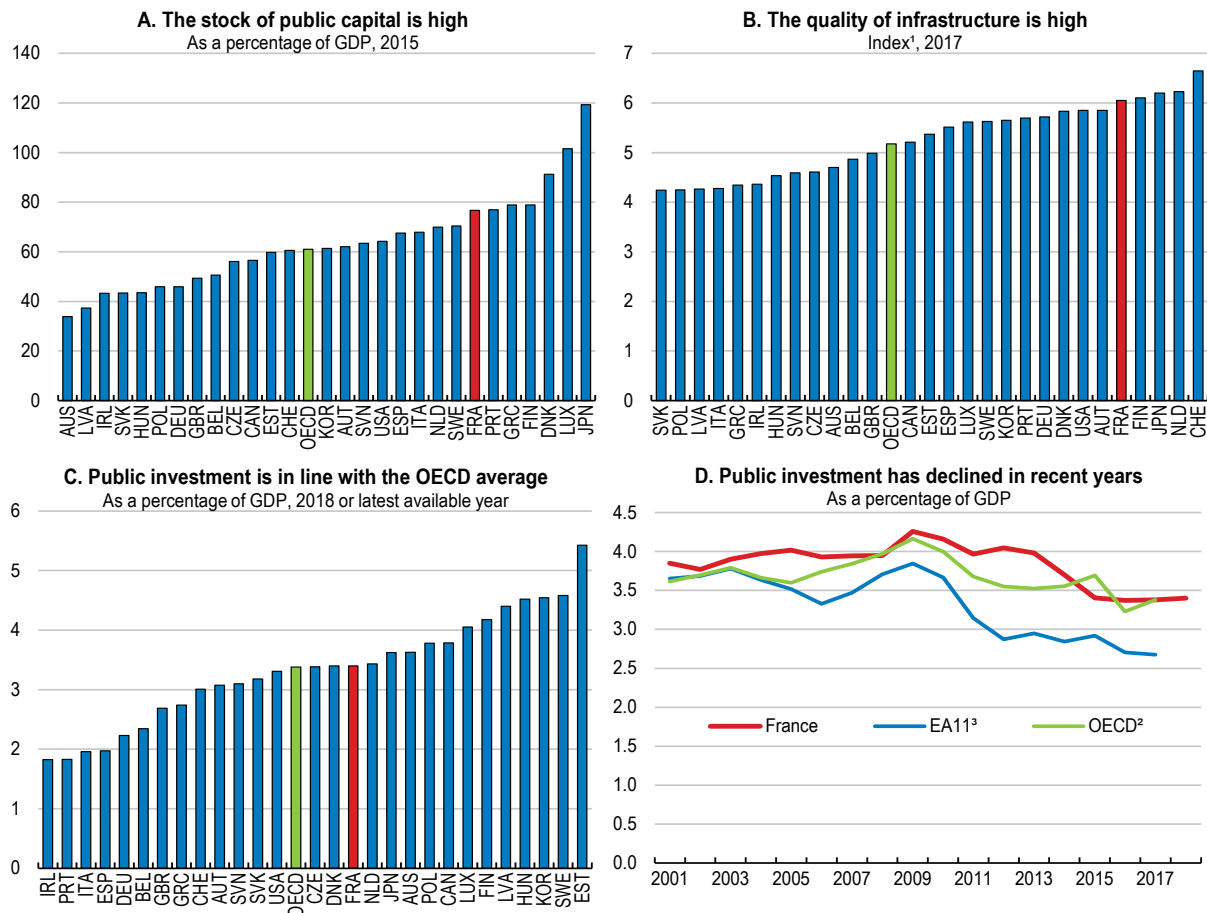 A. The stock of public capital is high
As a percentage of GDP, 2015
140
120
100
80
60
40
20
0
AUS LVA IRL SVK HUN POL DEU GBR BEL CZE CAN EST CHE OECD KOR AUT SVN USA ESP ITA NLD SWE FRA PRT GRC FIN DNK LUX JPN
B. The quality of infrastructure is high
Index¹, 2017
7
6
5
4
3
2
1
0
SVK POL LVA ITA GRC IRL HUN SVN CZE AUS BEL GBR OECD CAN EST ESP LUX SWE KOR PRT DEU DNK USA AUT FRA FIN JPN NLD CHE
C. Public investment is in line with the OECD average
As a percentage of GDP, 2018 or latest available year
6
5
4
3
2
1
0
IRL PRT ITA ESP DEU BEL GBR GRC CHE AUT SVN SVK USA OECD CZE DNK FRA NLD JPN AUS POL CAN LUX FIN LVA HUN KOR SWE EST
D. Public investment has declined in recent years
As a percentage of GDP
4.5
4.0
3.5
3.0
2.5
2.0
1.5
1.0
0.5
0.0
France EA11³ OECD²
2001 2003 2005 2007 2009 2011 2013 2015 2017